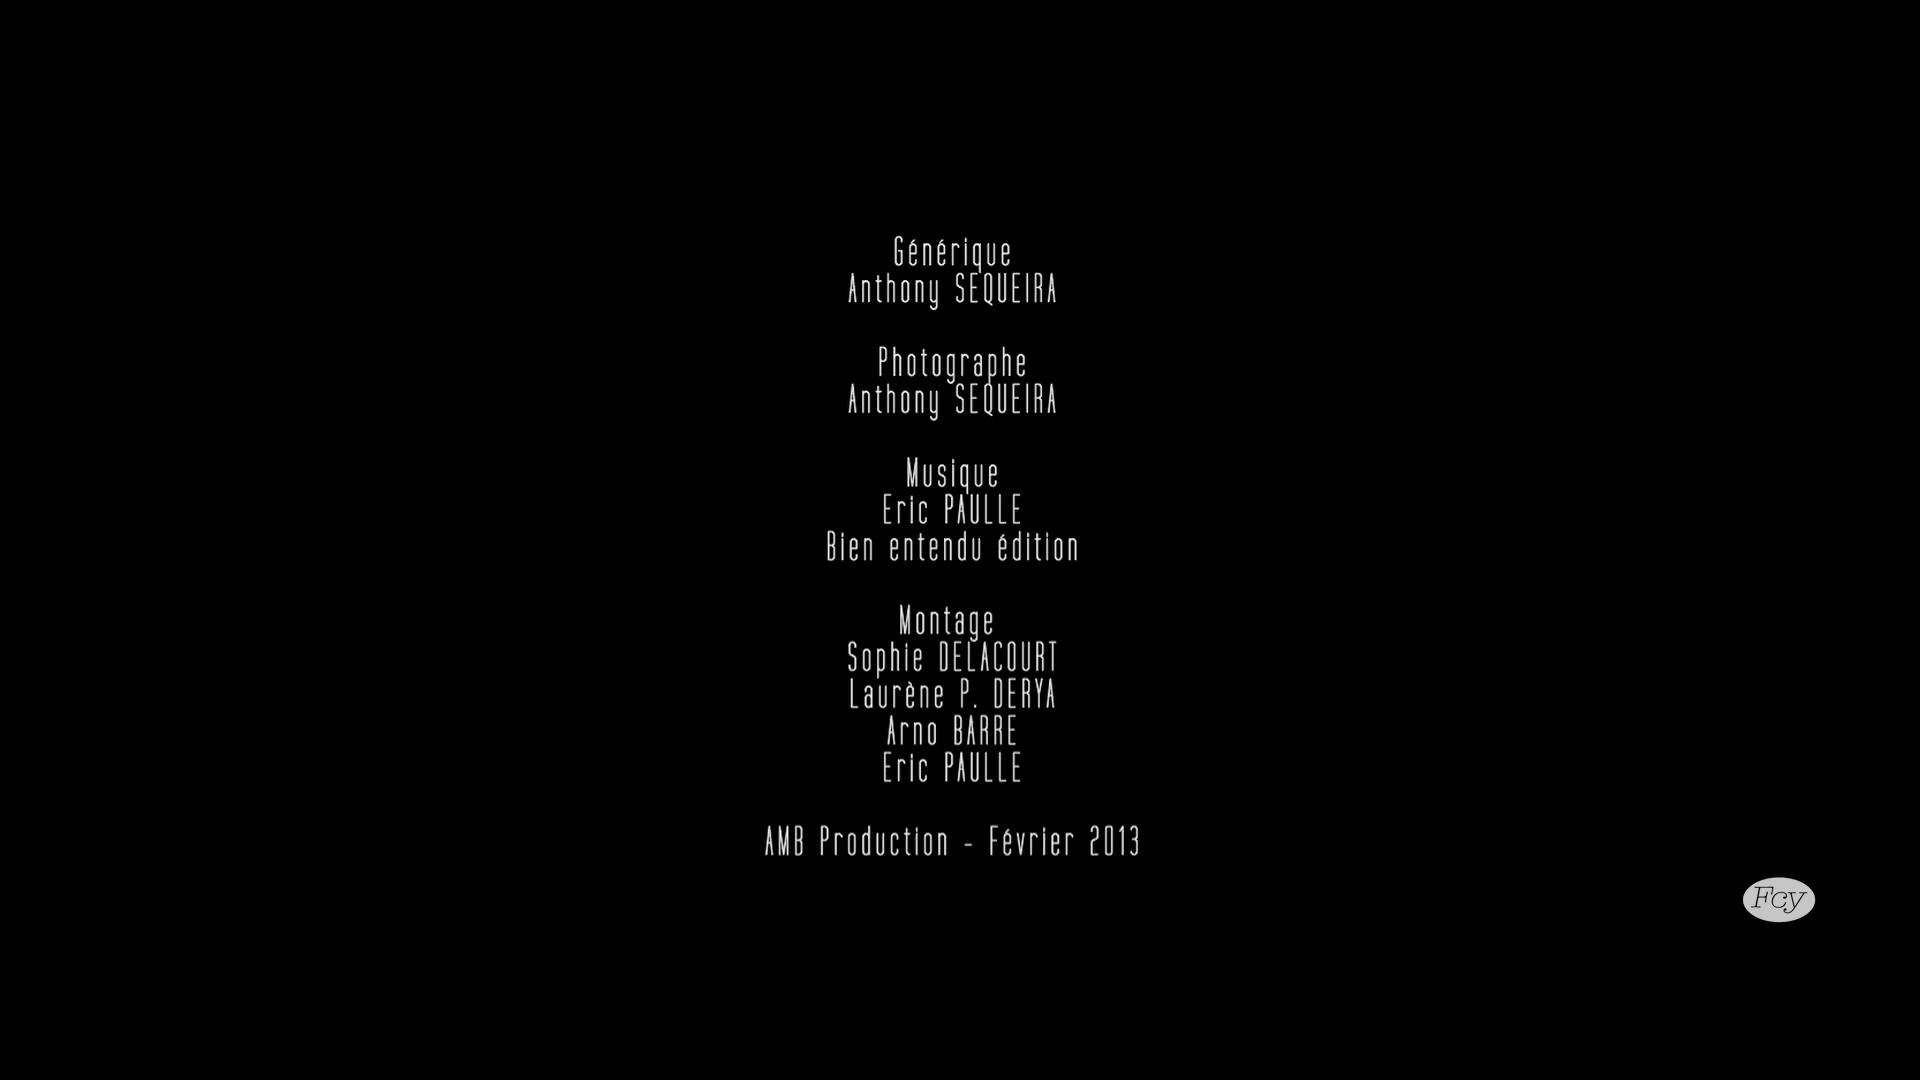 Générique
Anthony SEQUEIRA
Photographe
Anthony SEQUEIRA
Musique
Eric PAULLE
Bien entendu édition
Montage
Sophie DELACOURT
Laurène P. DERYA
Arno BARRE
Eric PAULLE
AMB Production - Février 2013
Fcy